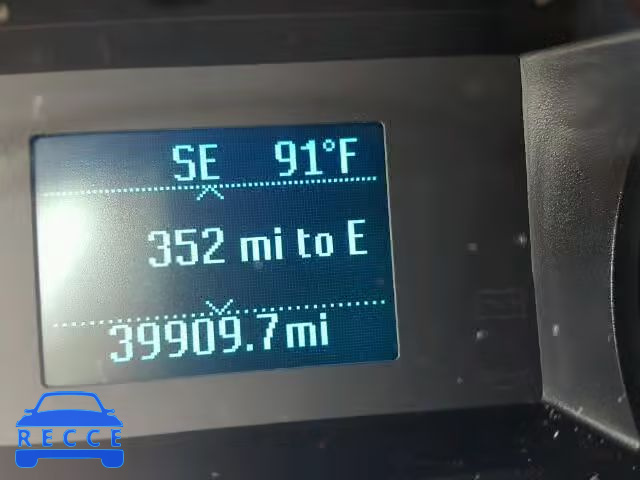 SE 91°F
352 mi to E
39909.7 mi
RECCE